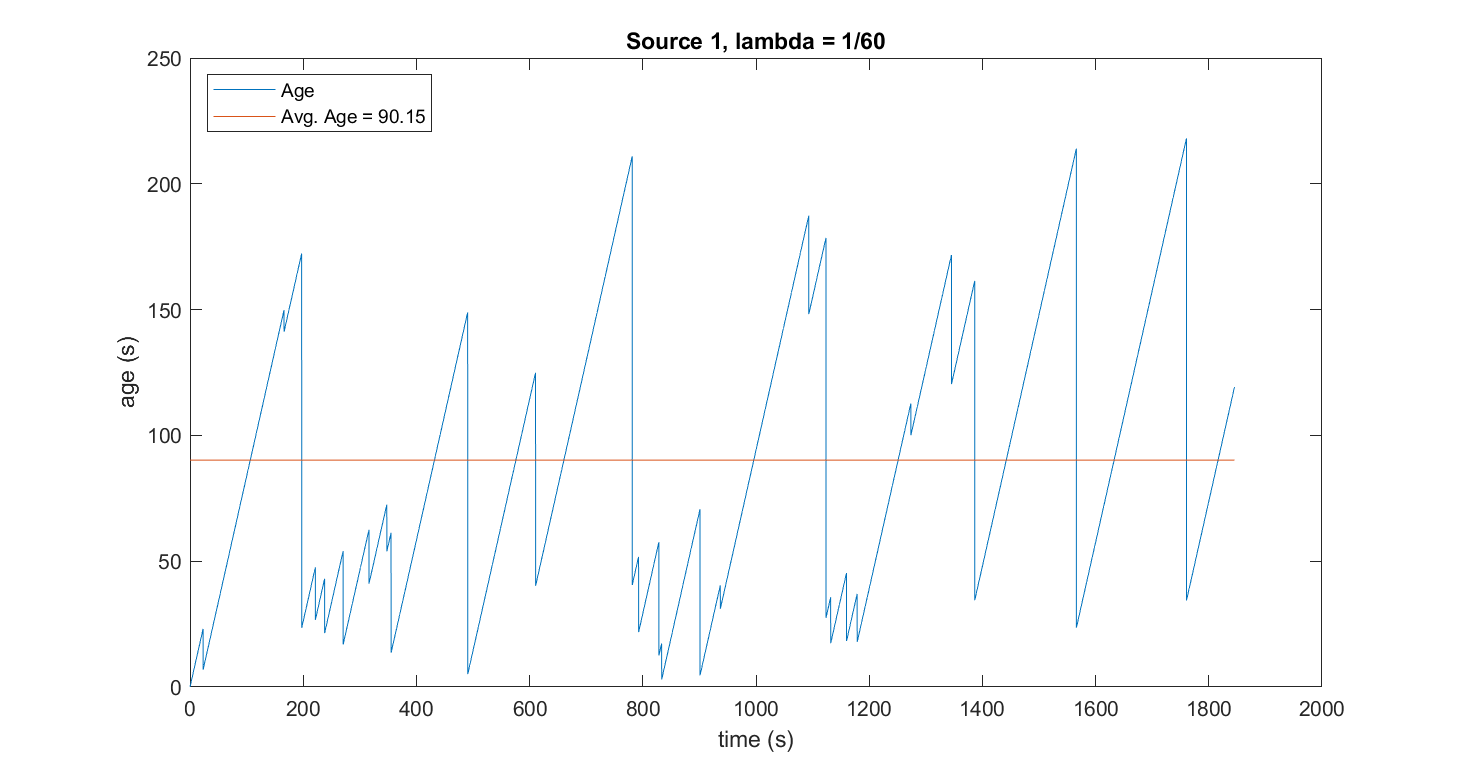 Source 1, lambda = 1/60
Age
Avg. Age = 90.15
age (s)
250
200
150
100
50
0
0 200 400 600 800 1000 1200 1400 1600 1800 2000
time (s)